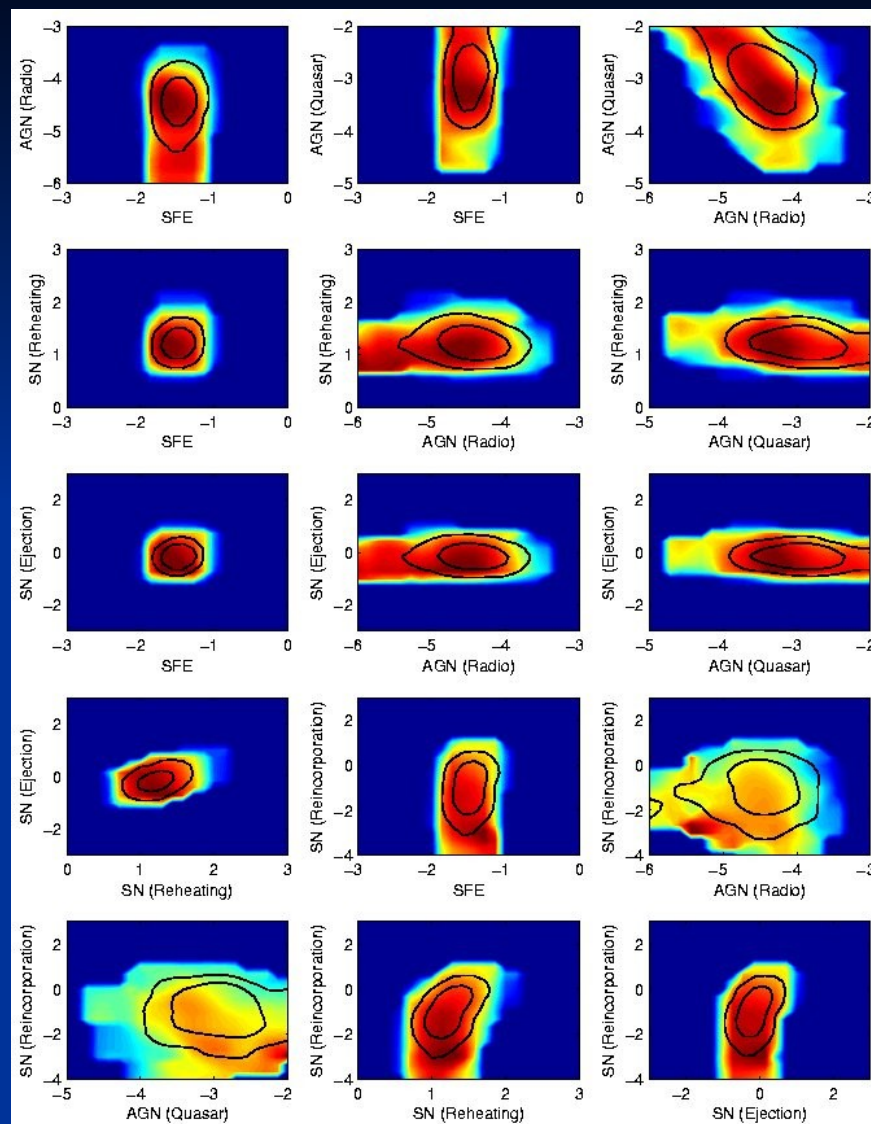 −3
−4
−5
−6
AGN (Radio)
−3 −2 −1 0
SFE
−2
−3
−4
−5
AGN (Quasar)
−3 −2 −1 0
SFE
−2
−3
−4
−5
AGN (Quasar)
−6 −5 −4 −3
AGN (Radio)
3
2
1
0
SN (Reheating)
−3 −2 −1 0
SFE
3
2
1
0
SN (Reheating)
−6 −5 −4 −3
AGN (Radio)
3
2
1
0
SN (Reheating)
−5 −4 −3 −2
AGN (Quasar)
2
0
−2
SN (Ejection)
−3 −2 −1 0
SFE
2
0
−2
SN (Ejection)
−6 −5 −4 −3
AGN (Radio)
2
0
−2
SN (Ejection)
−5 −4 −3 −2
AGN (Quasar)
2
0
−2
SN (Ejection)
0 1 2 3
SN (Reheating)
2
0
−2
−4
SN (Reincorporation)
−3 −2 −1 0
SFE
2
0
−2
−4
SN (Reincorporation)
−6 −5 −4 −3
AGN (Radio)
2
0
−2
−4
SN (Reincorporation)
−5 −4 −3 −2
AGN (Quasar)
2
0
−2
−4
SN (Reincorporation)
0 1 2 3
SN (Reheating)
2
0
−2
−4
SN (Reincorporation)
−2 0 2
SN (Ejection)